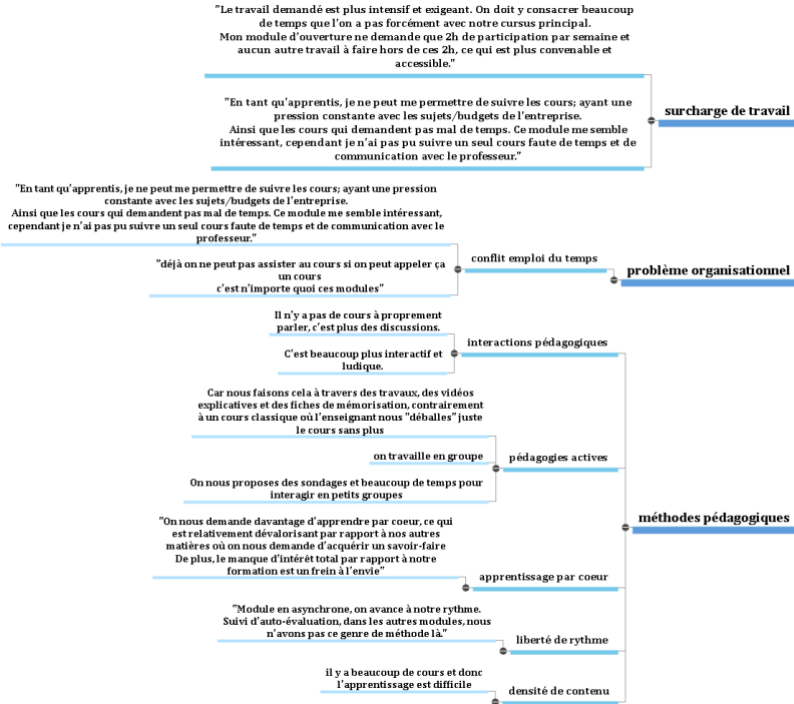 "Le travail demandé est plus intensif et exigeant. On doit y consacrer beaucoup
de temps que l'on a pas forcément avec notre cursus principal.
Mon module d'ouverture ne demande que 2h de participation par semaine et
aucun autre travail à faire hors de ces 2h, ce qui est plus convenable et
accessible."
"En tant qu'apprentis, je ne peut me permettre de suivre les cours; ayant une
pression constante avec les sujets/budgets de l'entreprise.
Ainsi que les cours qui demandent pas mal de temps. Ce module me semble
intéressant, cependant je n'ai pas pu suivre un seul cours faute de temps et de
communication avec le professeur."
surcharge de travail
"En tant qu'apprentis, je ne peut me permettre de suivre les cours; ayant une pression
constante avec les sujets/budgets de l'entreprise.
Ainsi que les cours qui demandent pas mal de temps. Ce module me semble intéressant,
cependant je n'ai pas pu suivre un seul cours faute de temps et de communication avec le
professeur."
"déjà on ne peut pas assister au cours si on peut appeler ça
un cours
c'est n'importe quoi ces modules"
conflit emploi du temps
problème organisationnel
Il n'y a pas de cours à proprement
parler, c'est plus des discussions.
C'est beaucoup plus interactif et
ludique.
interactions pédagogiques
Car nous faisons cela à travers des travaux, des vidéos
explicatives et des fiches de mémorisation, contrairement
à un cours classique où l'enseignant nous "déballes" juste
le cours sans plus
on travaille en groupe
On nous proposes des sondages et beaucoup de temps pour
interagir en petits groupes
pédagogies actives
méthodes pédagogiques
"On nous demande davantage d'apprendre par coeur, ce qui
est relativement dévalorisant par rapport à nos autres
matières où on nous demande d'acquérir un savoir-faire
De plus, le manque d'intérêt total par rapport à notre
formation est un frein à l'envie"
apprentissage par coeur
"Module en asynchrone, on avance à notre rythme.
Suivi d'auto-évaluation, dans les autres modules, nous
n'avons pas ce genre de méthode là."
liberté de rythme
il y a beaucoup de cours et donc
l'apprentissage est difficile
densité de contenu